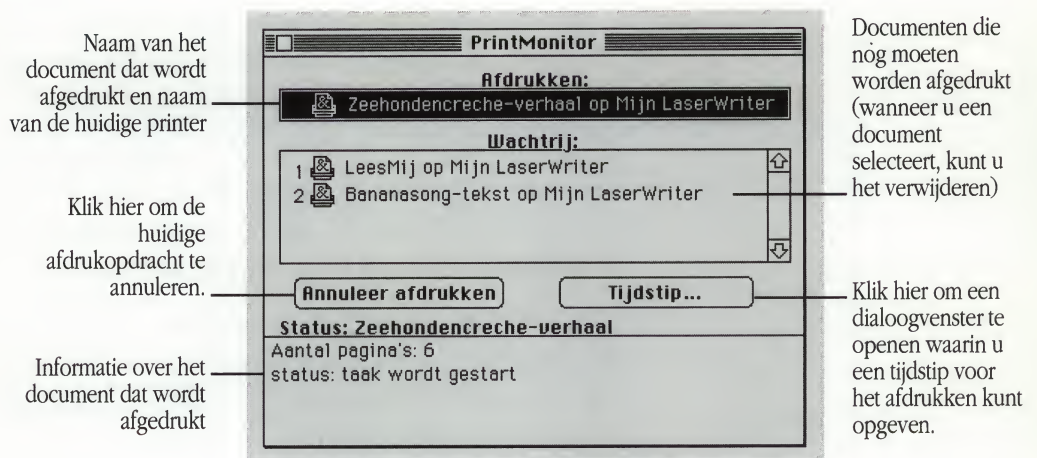 Naam van het
document dat wordt
afgedrukt en naam
van de huidige printer
Klik hier om de
huidige
afdrukopdracht te
annuleren.
Informatie over het
document dat wordt
afgedrukt
PrintMonitor
Afdrukken:
Zeehondencreche-verhaal op Mijn LaserWriter
Wachtrij:
1 LeesMij op Mijn LaserWriter
2 Bananasong-tekst op Mijn LaserWriter
Annuleer afdrukken
Tijdstip...
Status: Zeehondencreche-verhaal
Aantal pagina's: 6
status: taak wordt gestart
Documenten die
nòg moeten
worden afgedrukt
(wanneer u een
document
selecteert, kunt u
het verwijderen)
Klik hier om een
dialoogvenster te
openen waarin u
een tijdstip voor
het afdrukken kunt
opgeven.